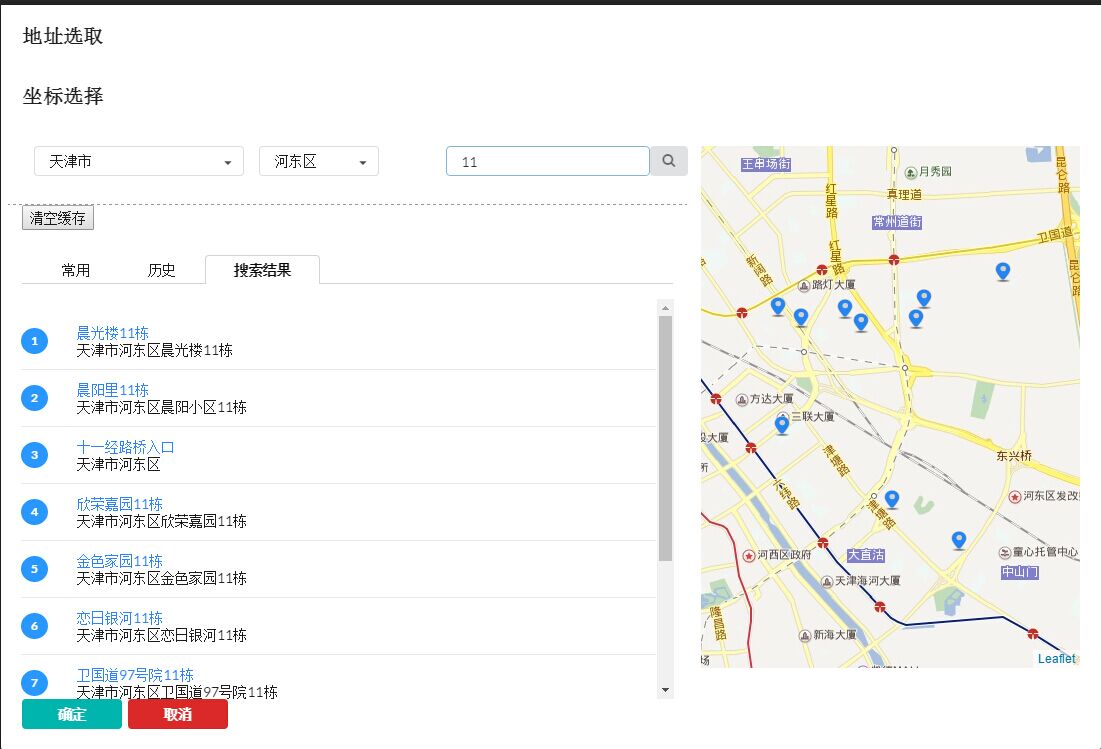 地址选取
坐标选择
天津市
河东区
11
清空缓存
常用
历史
搜索结果
1
晨光楼11栋
天津市河东区晨光楼11栋
2
晨阳里11栋
天津市河东区晨阳小区11栋
3
十一经路桥入口
天津市河东区
4
欣荣嘉园11栋
天津市河东区欣荣嘉园11栋
5
金色家园11栋
天津市河东区金色家园11栋
6
恋日银河11栋
天津市河东区恋日银河11栋
7
卫国道97号院11栋
天津市河东区卫国道97号院11栋
确定
取消
王串场街
月秀园
昆仑路
红星路
真理道
常州道街
卫国道
红星路
新阔路
昆仑路
路灯大厦
方达大厦
三联大厦
设大厦
所
津塘路
东兴桥
六纬路
津塘路
河东区发改
河西区政府
大直沽
童心托管中心
中山门
天津海河大厦
隆昌路
新海大厦
场
Leaflet